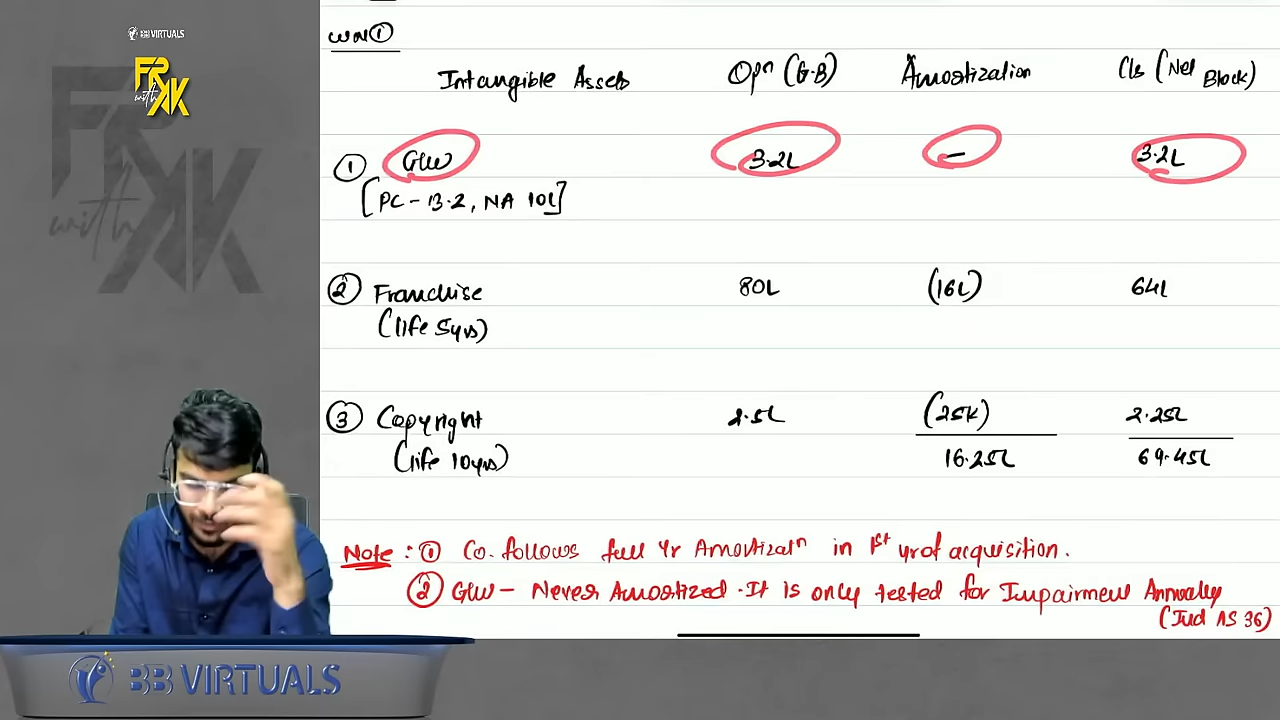 BB VIRTUALS
FR
with KK
FR
with KK
WN ①
Intangible Assets Opn (G.B) Amortization Cls (Net Block)
① G/W 3.2L — 3.2L
[PC - 13.2, NA 10L]
② Franchise 80L (16L) 64L
(life 5yrs)
③ Copyright 2.5L (25K) 2.25L
(life 10yrs) 16.25L 69.45L
Note : ① Co. follows full Yr Amortizatn in 1st yr of acquisition.
② G/W - Never Amortized. It is only tested for Impairment Annually
(Ind AS 36)
BB VIRTUALS